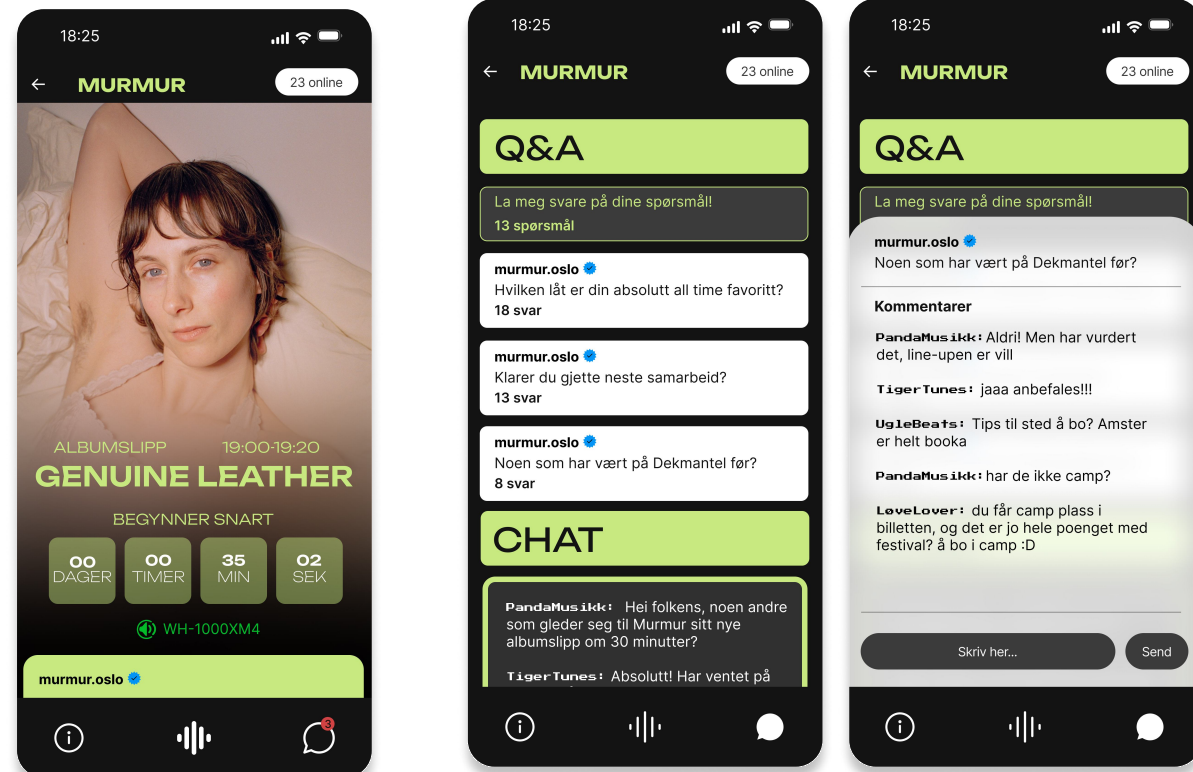 18:25
MURMUR
23 online
ALBUMSLIPP 19:00-19:20
GENUINE LEATHER
BEGYNNER SNART
00 00 35 02
DAGER TIMER MIN SEK
WH-1000XM4
murmur.oslo
3
18:25
MURMUR
23 online
Q&A
La meg svare på dine spørsmål!
13 spørsmål
murmur.oslo
Hvilken låt er din absolutt all time favoritt?
18 svar
murmur.oslo
Klarer du gjette neste samarbeid?
13 svar
murmur.oslo
Noen som har vært på Dekmantel før?
8 svar
CHAT
PandaMusikk: Hei folkens, noen andre
som gleder seg til Murmur sitt nye
albumslipp om 30 minutter?
TigerTunes: Absolutt! Har ventet på
18:25
MURMUR
23 online
Q&A
La meg svare på dine spørsmål!
murmur.oslo
Noen som har vært på Dekmantel før?
Kommentarer
PandaMusikk: Aldri! Men har vurdert
det, line-upen er vill
TigerTunes: jaaa anbefales!!!
UgleBeats: Tips til sted å bo? Amster
er helt booka
PandaMusikk: har de ikke camp?
LøveLover: du får camp plass i
billetten, og det er jo hele poenget med
festival? å bo i camp :D
Skriv her...
Send